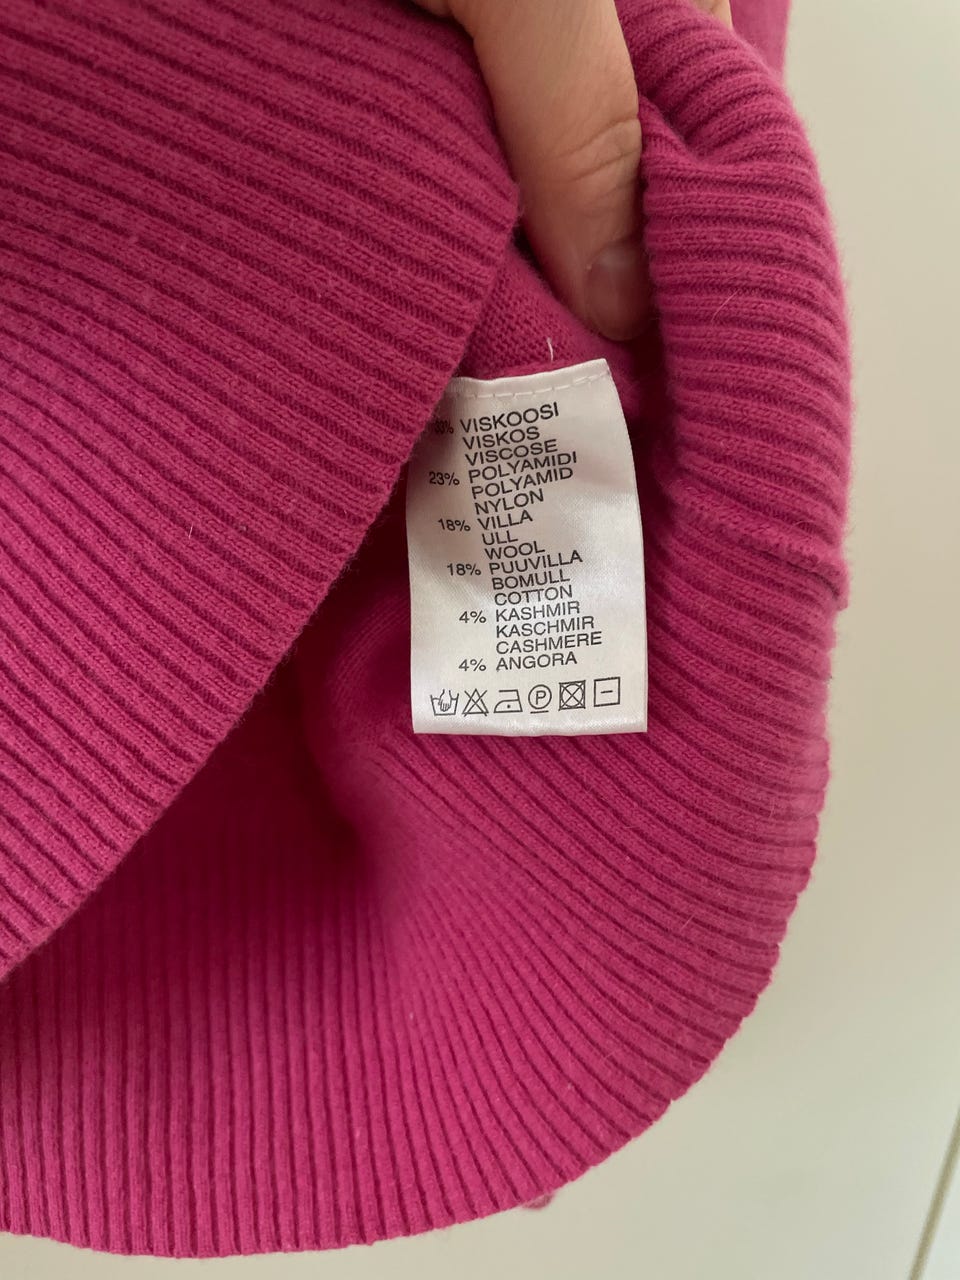 33% VISKOOSI
VISKOS
VISCOSE
23% POLYAMIDI
POLYAMID
NYLON
18% VILLA
ULL
WOOL
18% PUUVILLA
BOMULL
COTTON
4% KASHMIR
KASCHMIR
CASHMERE
4% ANGORA
P